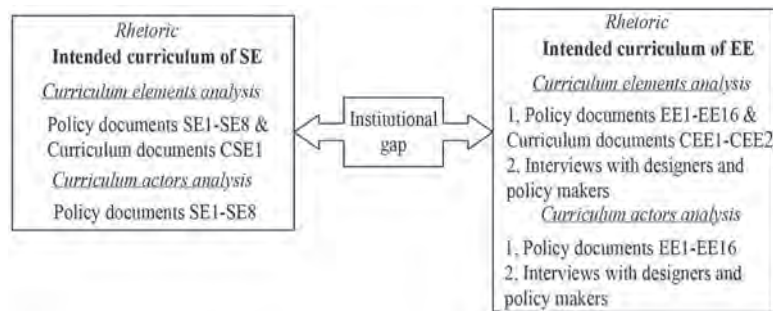 Rhetoric
Intended curriculum of SE
Curriculum elements analysis
Policy documents SE1-SE8 &
Curriculum documents CSE1
Curriculum actors analysis
Policy documents SE1-SE8
Institutional
gap
Rhetoric
Intended curriculum of EE
Curriculum elements analysis
1, Policy documents EE1-EE16 &
Curriculum documents CEE1-CEE2
2, Interviews with designers and
policy makers
Curriculum actors analysis
1, Policy documents EE1-EE16
2, Interviews with designers and
policy makers